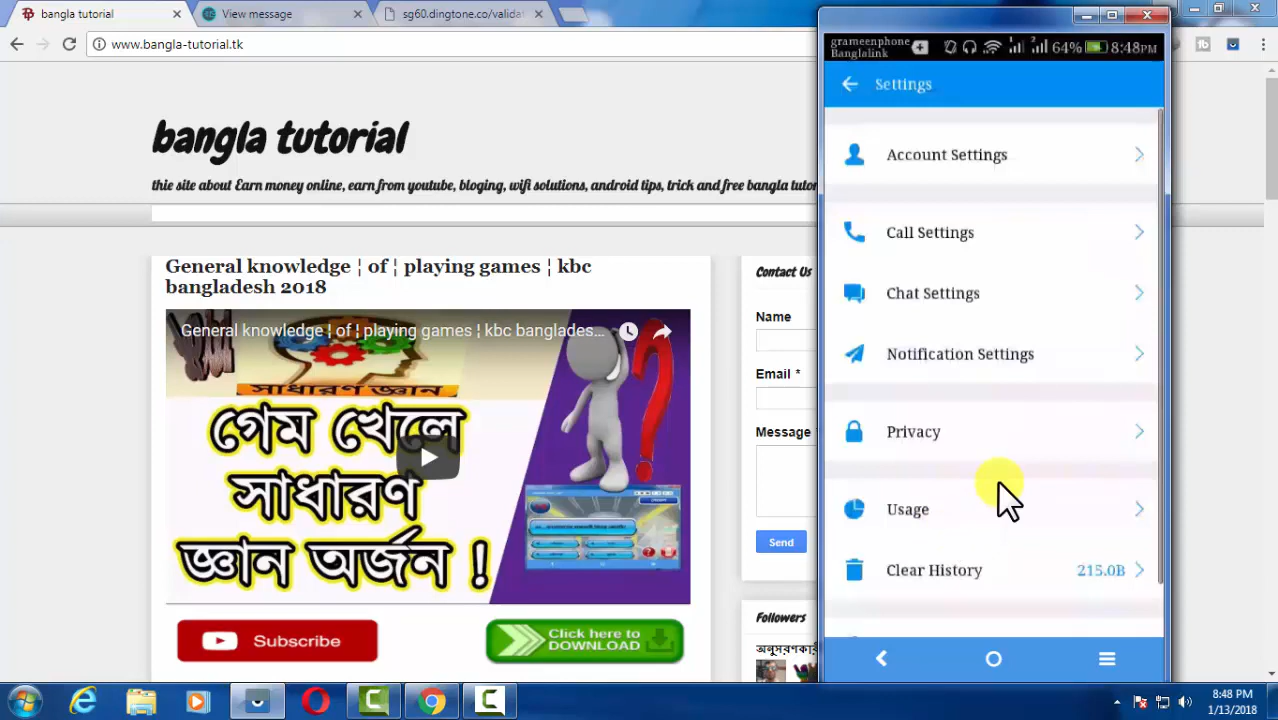 bangla tutorial
View message
sg60.dingtone.co/valida
www.bangla-tutorial.tk
bangla tutorial
thie site about Earn money online, earn from youtube, bloging, wifi solutions, android tips, trick and free bangla tutor
General knowledge ¦ of ¦ playing games ¦ kbc
bangladesh 2018
General knowledge ¦ of ¦ playing games ¦ kbc banglades...
সাধারণ জ্ঞান
গেম খেলে
সাধারণ
জ্ঞান অর্জন !
Subscribe
Click here to
DOWNLOAD
Contact Us
Name
Email *
Message
Send
Followers
অনুসরণকারী
grameenphone
Banglalink
64%
8:48PM
Settings
Account Settings
Call Settings
Chat Settings
Notification Settings
Privacy
Usage
Clear History 215.0B
8:48 PM
1/13/2018